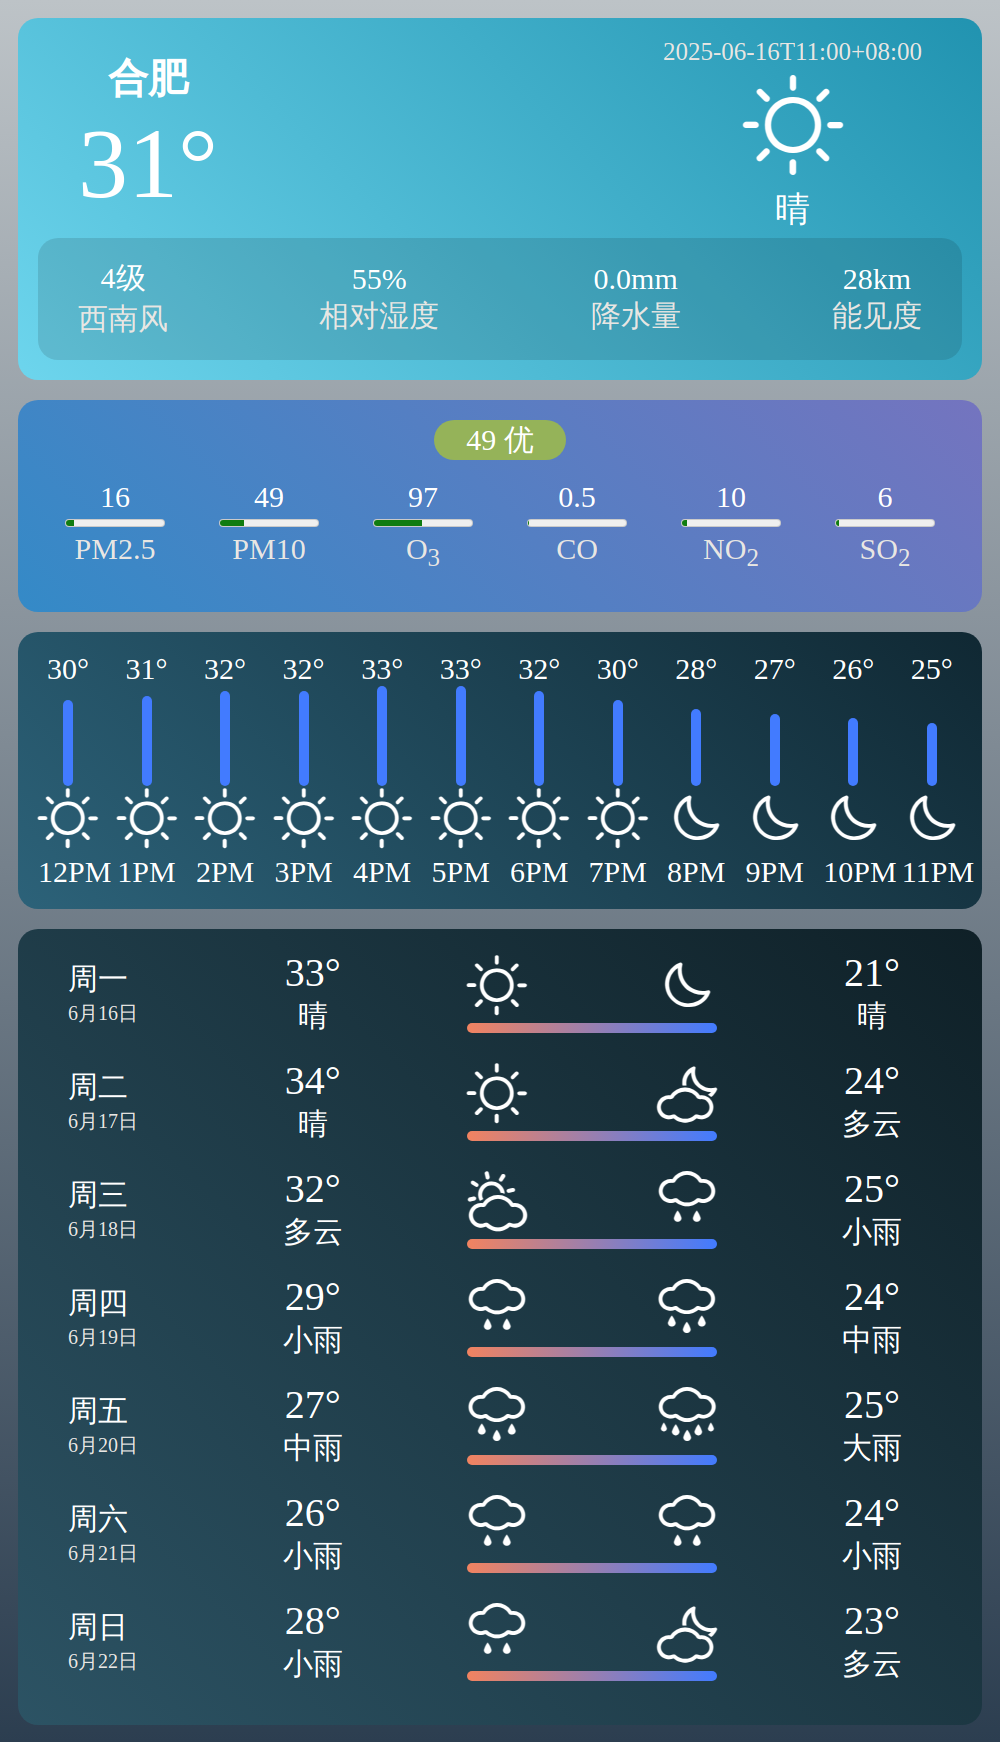 合肥
31°
2025-06-16T11:00+08:00
晴
4级 55% 0.0mm 28km
西南风 相对湿度 降水量 能见度
49 优
16 49 97 0.5 10 6
PM2.5 PM10 O3 CO NO2 SO2
30° 31° 32° 32° 33° 33° 32° 30° 28° 27° 26° 25°
12PM 1PM 2PM 3PM 4PM 5PM 6PM 7PM 8PM 9PM 10PM 11PM
周一 33° 21°
6月16日 晴 晴
周二 34° 24°
6月17日 晴 多云
周三 32° 25°
6月18日 多云 小雨
周四 29° 24°
6月19日 小雨 中雨
周五 27° 25°
6月20日 中雨 大雨
周六 26° 24°
6月21日 小雨 小雨
周日 28° 23°
6月22日 小雨 多云